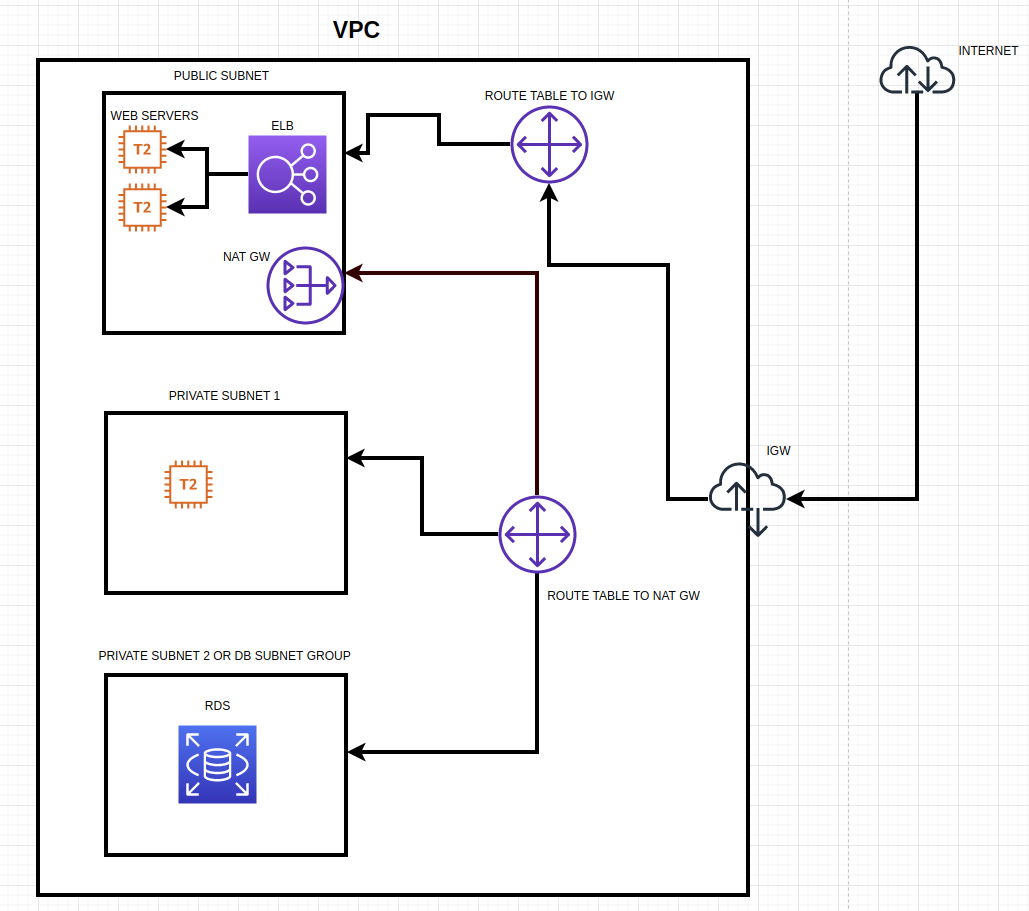 VPC
INTERNET
PUBLIC SUBNET
ROUTE TABLE TO IGW
WEB SERVERS
ELB
T2
T2
NAT GW
PRIVATE SUBNET 1
IGW
T2
ROUTE TABLE TO NAT GW
PRIVATE SUBNET 2 OR DB SUBNET GROUP
RDS